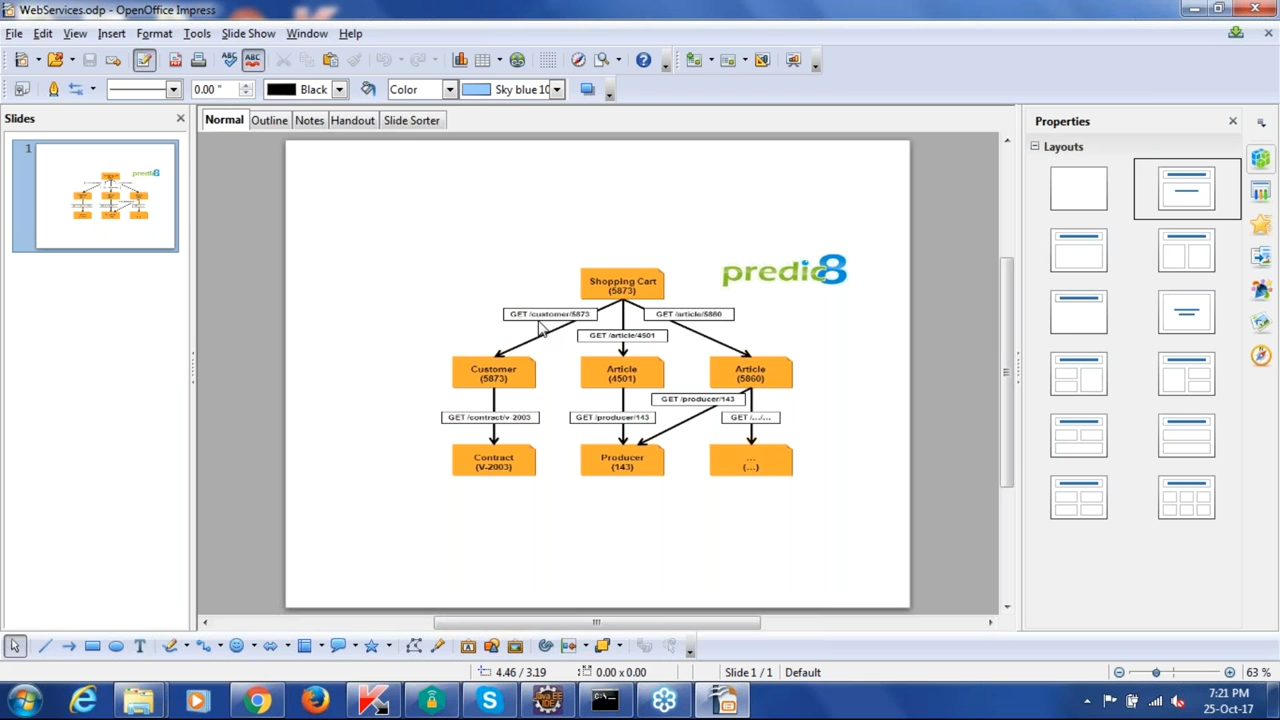 WebServices.odp - OpenOffice Impress
File Edit View Insert Format Tools Slide Show Window Help
0.00 " Black Color Sky blue 10
Slides
Normal Outline Notes Handout Slide Sorter
Properties
Layouts
1
predic8
Shopping Cart
(5873)
GET /customer/5873
GET /article/5860
GET /article/4501
Customer
(5873)
Article
(4501)
Article
(5860)
GET /producer/143
GET /contract/v-2003
GET /producer/143
GET /.../...
Contract
(V-2003)
Producer
(143)
...
(...)
4.46 / 3.19 0.00 x 0.00 Slide 1 / 1 Default 63 %
7:21 PM
25-Oct-17